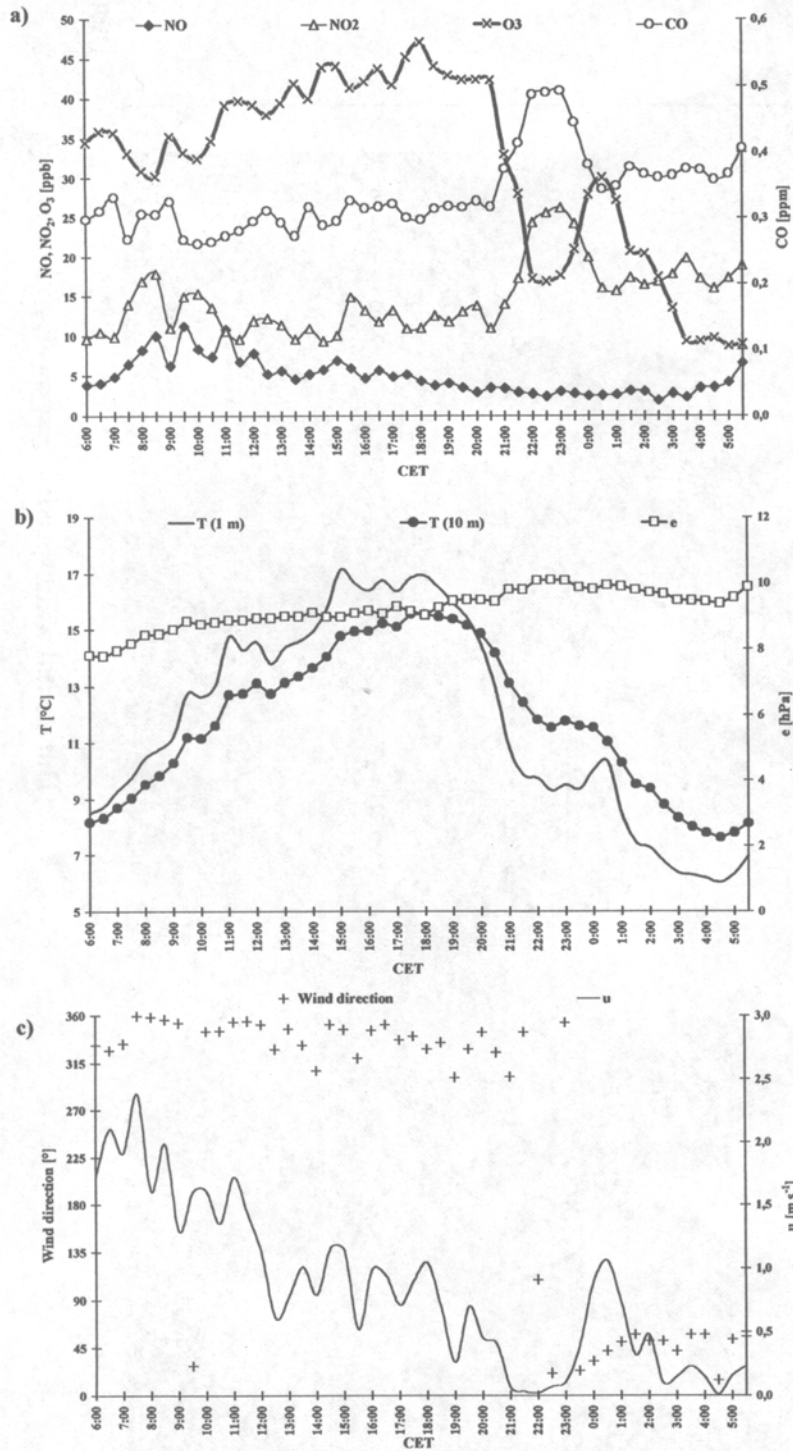 a)
NO NO2 O3 CO
50 0,6
45
40 0,5
35
30 0,4
25 0,3
20
15 0,2
10 0,1
5
0 0,0
NO, NO₂, O₃ [ppb]
CO [ppm]
6:00 7:00 8:00 9:00 10:00 11:00 12:00 13:00 14:00 15:00 16:00 17:00 18:00 19:00 20:00 21:00 22:00 23:00 0:00 1:00 2:00 3:00 4:00 5:00
CET
b)
T (1 m) T (10 m) e
19 12
17 10
15 8
13
11 6
9 4
7 2
5 0
T [°C]
e [hPa]
6:00 7:00 8:00 9:00 10:00 11:00 12:00 13:00 14:00 15:00 16:00 17:00 18:00 19:00 20:00 21:00 22:00 23:00 0:00 1:00 2:00 3:00 4:00 5:00
CET
c)
Wind direction u
360 3,0
315 2,5
270
225 2,0
180 1,5
135
90 1,0
45 0,5
0 0,0
Wind direction [°]
u [m s⁻¹]
6:00 7:00 8:00 9:00 10:00 11:00 12:00 13:00 14:00 15:00 16:00 17:00 18:00 19:00 20:00 21:00 22:00 23:00 0:00 1:00 2:00 3:00 4:00 5:00
CET